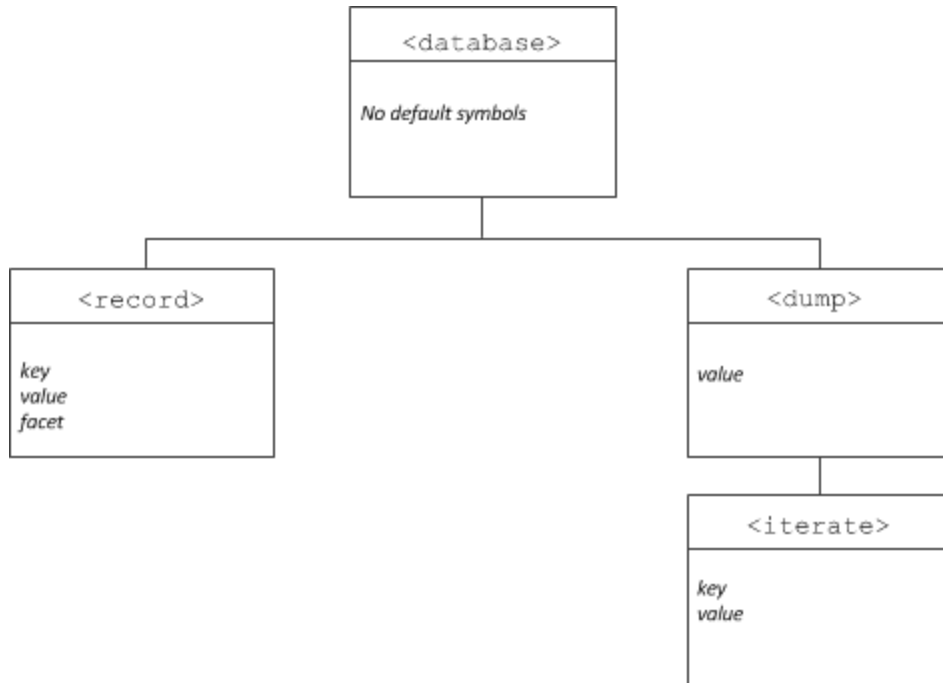 <database>
No default symbols
<record>
key
value
facet
<dump>
value
<iterate>
key
value